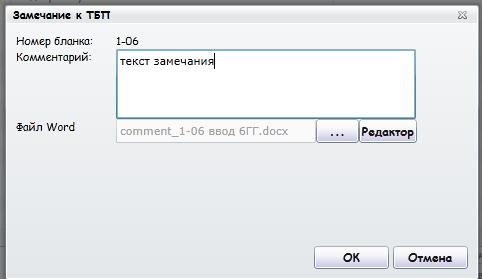 Замечание к ТБП
Номер бланка: 1-06
Комментарий: текст замечания
Файл Word comment_1-06 ввод 6ГГ.docx ... Редактор
OK Отмена